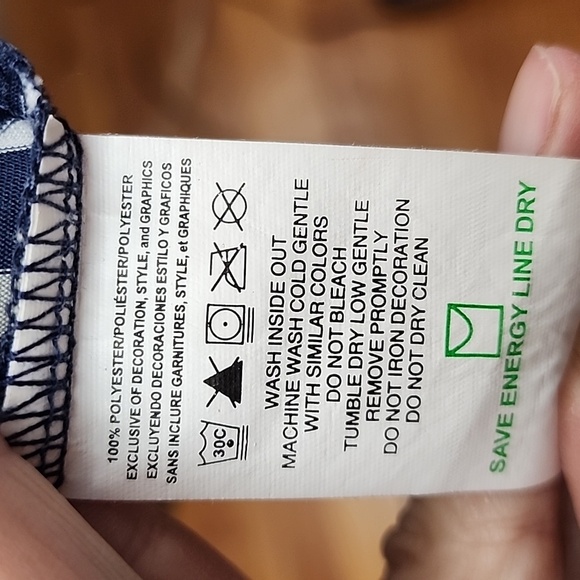 100% POLYESTER/POLIÉSTER/POLYESTER
EXCLUSIVE OF DECORATION, STYLE, and GRAPHICS
EXCLUYENDO DECORACIONES ESTILO Y GRAFICOS
SANS INCLURE GARNITURES, STYLE, et GRAPHIQUES
30C
WASH INSIDE OUT
MACHINE WASH COLD GENTLE
WITH SIMILAR COLORS
DO NOT BLEACH
TUMBLE DRY LOW GENTLE
REMOVE PROMPTLY
DO NOT IRON DECORATION
DO NOT DRY CLEAN
SAVE ENERGY LINE DRY